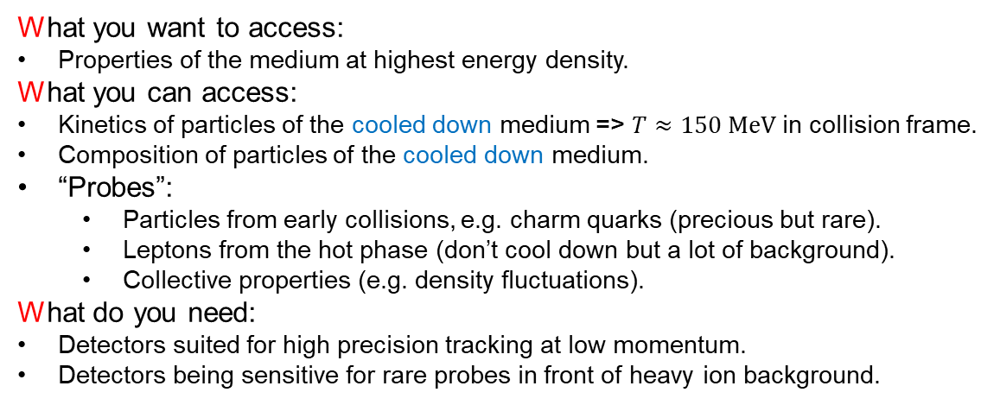 What you want to access:
• Properties of the medium at highest energy density.
What you can access:
• Kinetics of particles of the cooled down medium => T ≈ 150 MeV in collision frame.
• Composition of particles of the cooled down medium.
• “Probes”:
• Particles from early collisions, e.g. charm quarks (precious but rare).
• Leptons from the hot phase (don’t cool down but a lot of background).
• Collective properties (e.g. density fluctuations).
What do you need:
• Detectors suited for high precision tracking at low momentum.
• Detectors being sensitive for rare probes in front of heavy ion background.